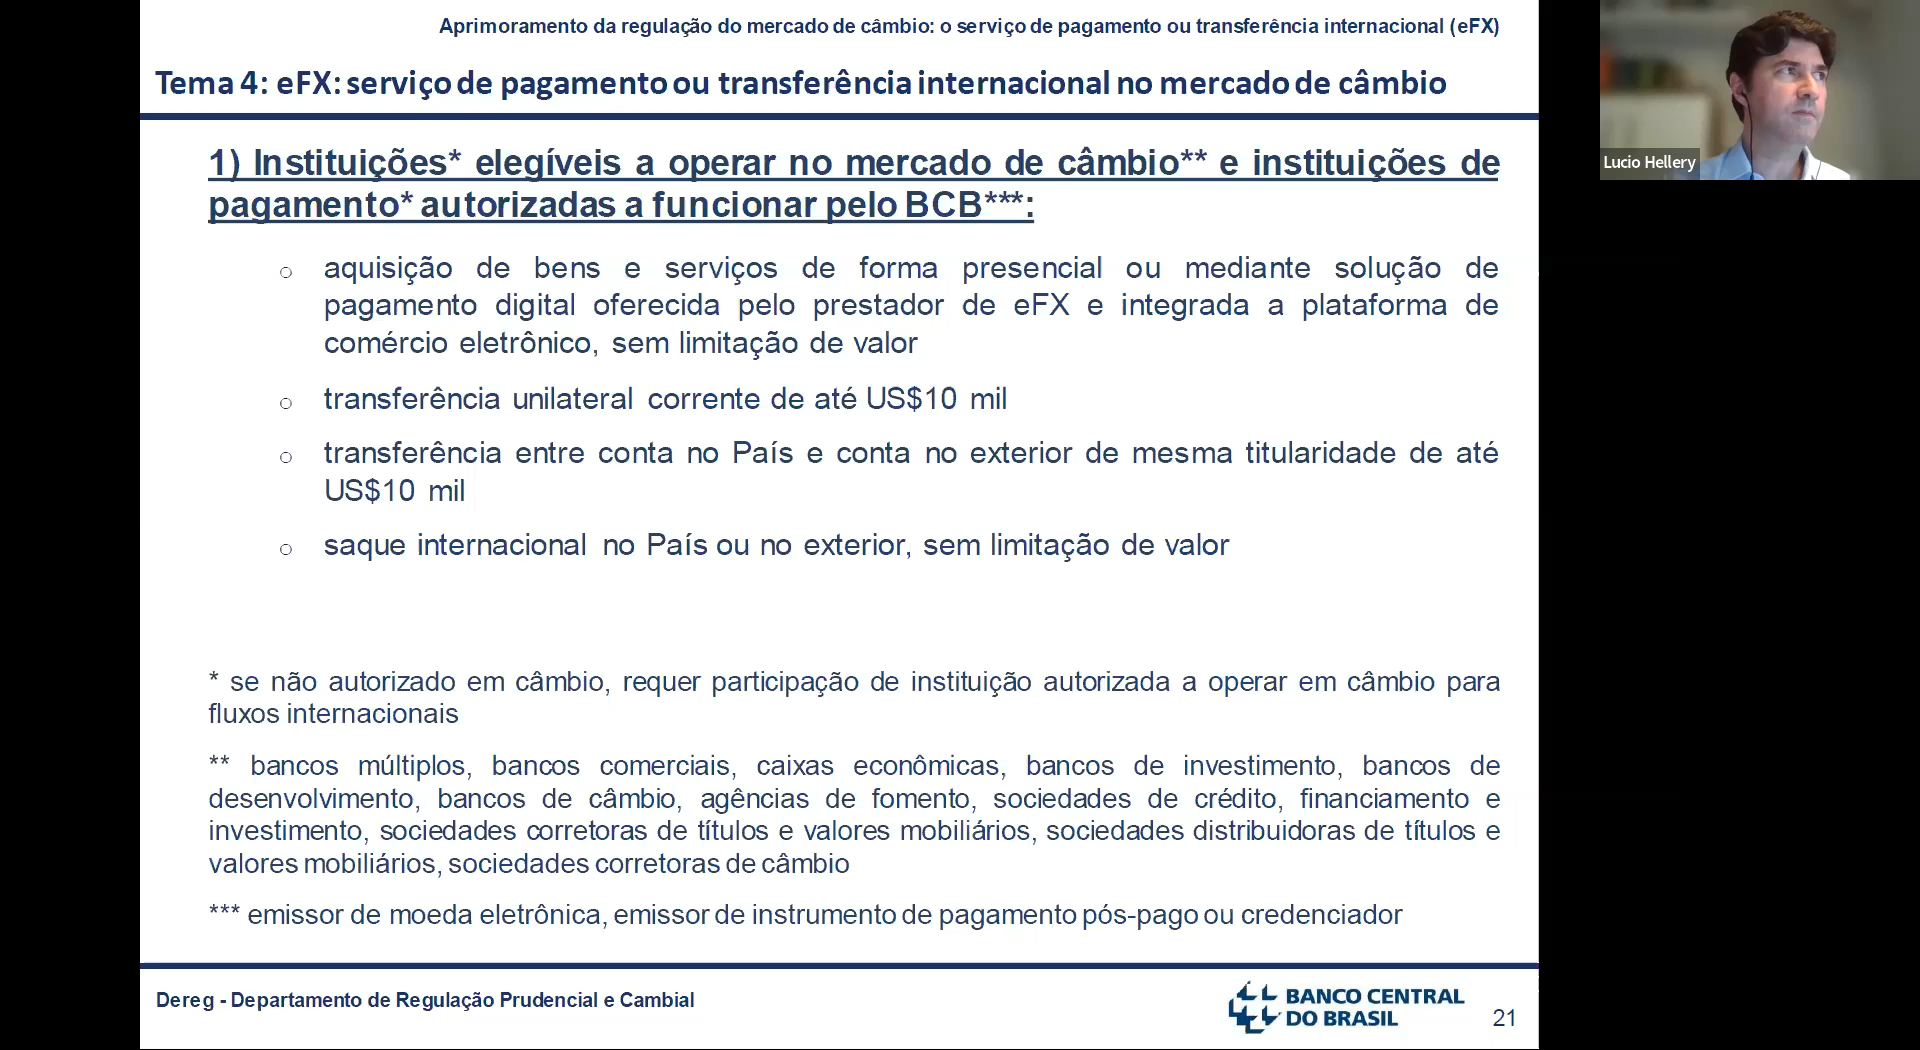 Aprimoramento da regulação do mercado de câmbio: o serviço de pagamento ou transferência internacional (eFX)
Tema 4: eFX: serviço de pagamento ou transferência internacional no mercado de câmbio
Lucio Hellery
1) Instituições* elegíveis a operar no mercado de câmbio** e instituições de
pagamento* autorizadas a funcionar pelo BCB***:
○ aquisição de bens e serviços de forma presencial ou mediante solução de
pagamento digital oferecida pelo prestador de eFX e integrada a plataforma de
comércio eletrônico, sem limitação de valor
○ transferência unilateral corrente de até US$10 mil
○ transferência entre conta no País e conta no exterior de mesma titularidade de até
US$10 mil
○ saque internacional no País ou no exterior, sem limitação de valor
* se não autorizado em câmbio, requer participação de instituição autorizada a operar em câmbio para
fluxos internacionais
** bancos múltiplos, bancos comerciais, caixas econômicas, bancos de investimento, bancos de
desenvolvimento, bancos de câmbio, agências de fomento, sociedades de crédito, financiamento e
investimento, sociedades corretoras de títulos e valores mobiliários, sociedades distribuidoras de títulos e
valores mobiliários, sociedades corretoras de câmbio
*** emissor de moeda eletrônica, emissor de instrumento de pagamento pós-pago ou credenciador
Dereg - Departamento de Regulação Prudencial e Cambial
BANCO CENTRAL
DO BRASIL
21